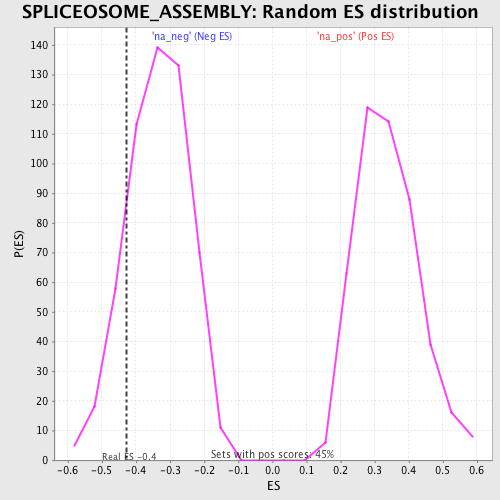 SPLICEOSOME_ASSEMBLY: Random ES distribution
'na_neg' (Neg ES)
'na_pos' (Pos ES)
140
130
120
110
100
90
80
70
60
50
40
30
20
10
0
P(ES)
Real ES -0.4
Sets with pos scores: 45%
-0.6 -0.5 -0.4 -0.3 -0.2 -0.1 0.0 0.1 0.2 0.3 0.4 0.5 0.6
ES